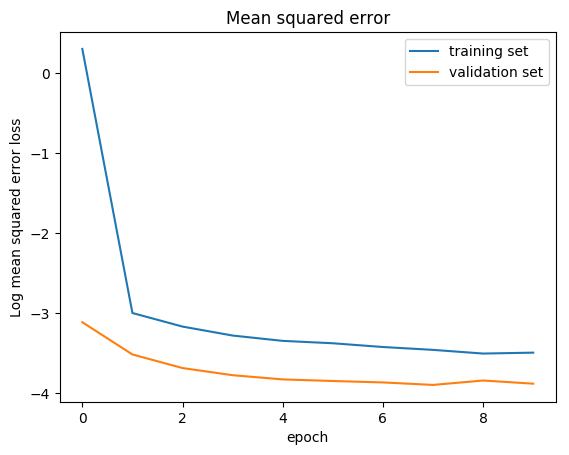 Mean squared error
training set
validation set
Log mean squared error loss
0
−1
−2
−3
−4
0
2
4
6
8
epoch